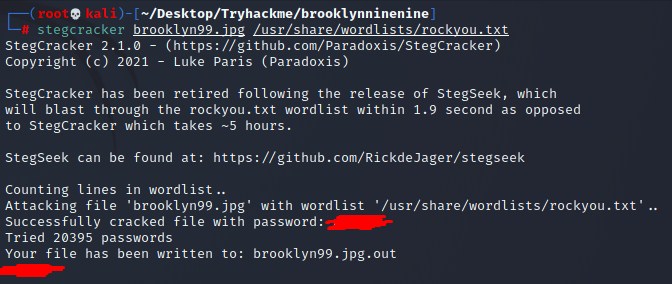 (root💀kali)-[~/Desktop/Tryhackme/brooklynninenine]
# stegcracker brooklyn99.jpg /usr/share/wordlists/rockyou.txt
StegCracker 2.1.0 - (https://github.com/Paradoxis/StegCracker)
Copyright (c) 2021 - Luke Paris (Paradoxis)
StegCracker has been retired following the release of StegSeek, which
will blast through the rockyou.txt wordlist within 1.9 second as opposed
to StegCracker which takes ~5 hours.
StegSeek can be found at: https://github.com/RickdeJager/stegseek
Counting lines in wordlist..
Attacking file 'brooklyn99.jpg' with wordlist '/usr/share/wordlists/rockyou.txt'..
Successfully cracked file with password:
Tried 20395 passwords
Your file has been written to: brooklyn99.jpg.out